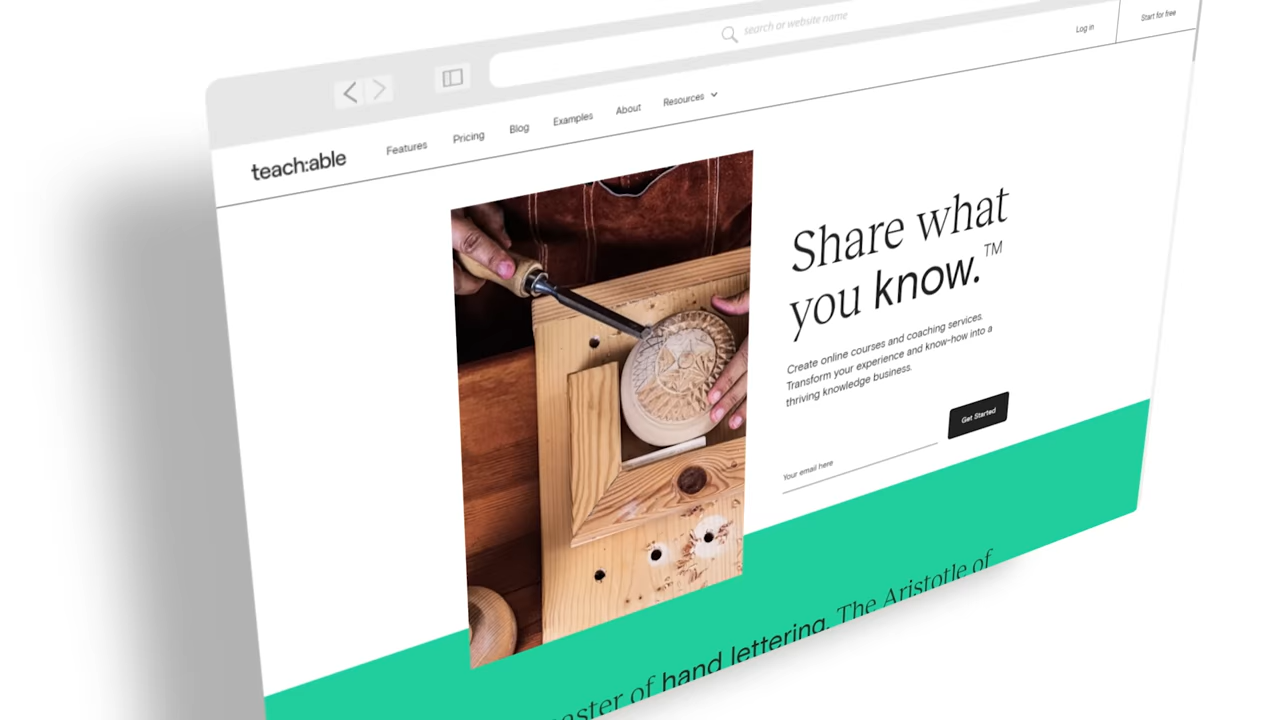 search or website name
Log in
Start for free
teach:able
Features
Pricing
Blog
Examples
About
Resources
Share what
you know.™
Create online courses and coaching services.
Transform your experience and know-how into a
thriving knowledge business.
Your email here
Get Started
of hand lettering. The Aristotle of